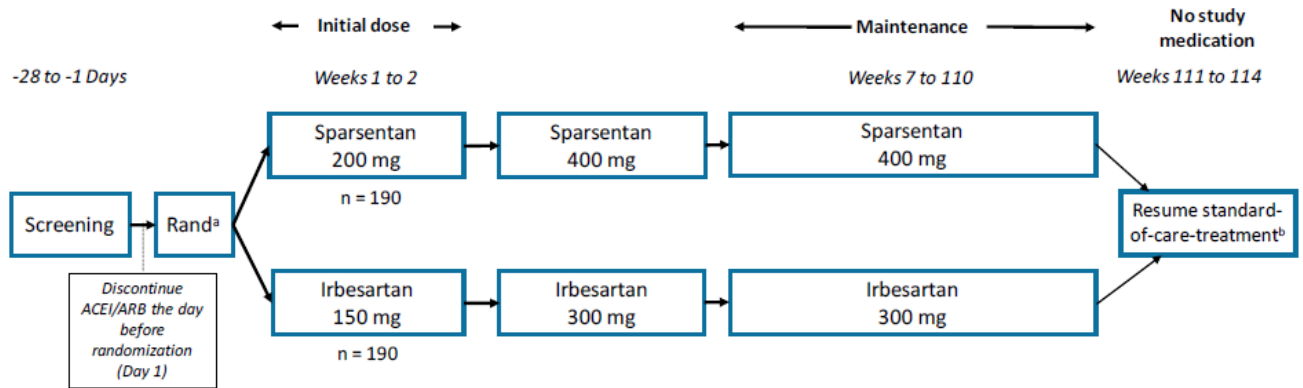 Initial dose
Maintenance
No study
medication
-28 to -1 Days
Weeks 1 to 2
Weeks 7 to 110
Weeks 111 to 114
Sparsentan
200 mg
Sparsentan
400 mg
Sparsentan
400 mg
n = 190
Screening
Randᵃ
Resume standard-
of-care-treatmentᵇ
Discontinue
ACEI/ARB the day
before
randomization
(Day 1)
Irbesartan
150 mg
Irbesartan
300 mg
Irbesartan
300 mg
n = 190